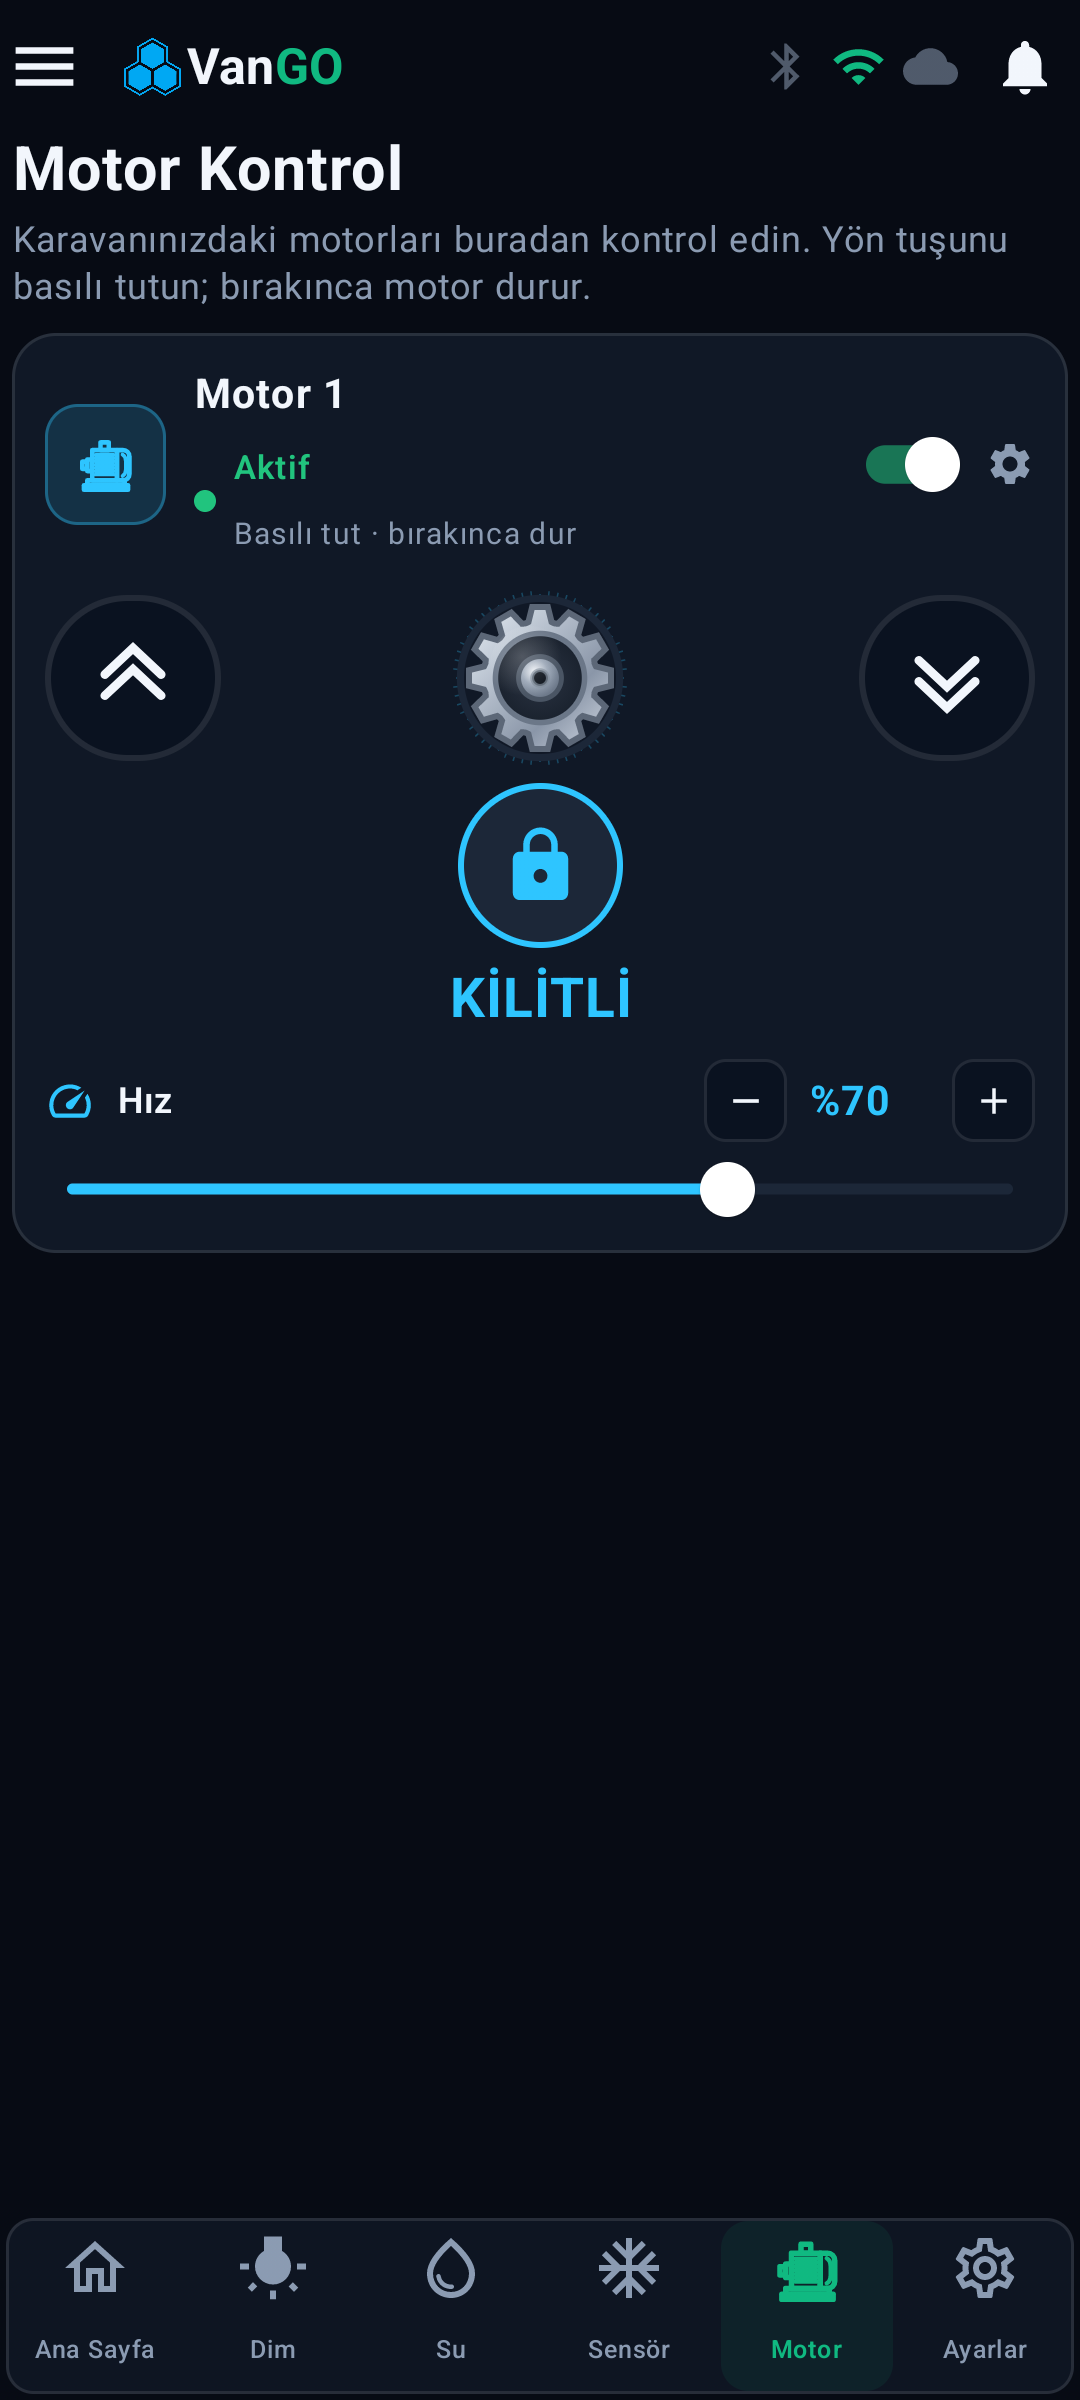 VanGO
Motor Kontrol
Karavanınızdaki motorları buradan kontrol edin. Yön tuşunu
basılı tutun; bırakınca motor durur.
Motor 1
Aktif
Basılı tut · bırakınca dur
KİLİTLİ
Hız
%70
Ana Sayfa
Dim
Su
Sensör
Motor
Ayarlar